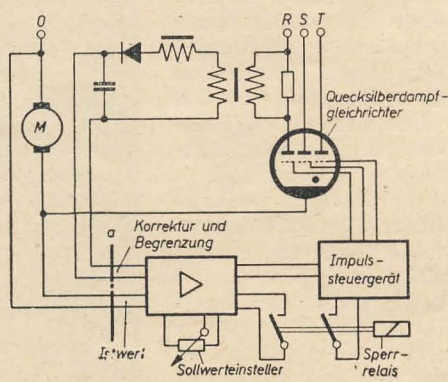 0
R S T
Quecksilberdampf-
gleichrichter
M
a
Korrektur und
Begrenzung
Impuls-
steuergerät
Istwert
Sollwerteinsteller
Sperr-
relais